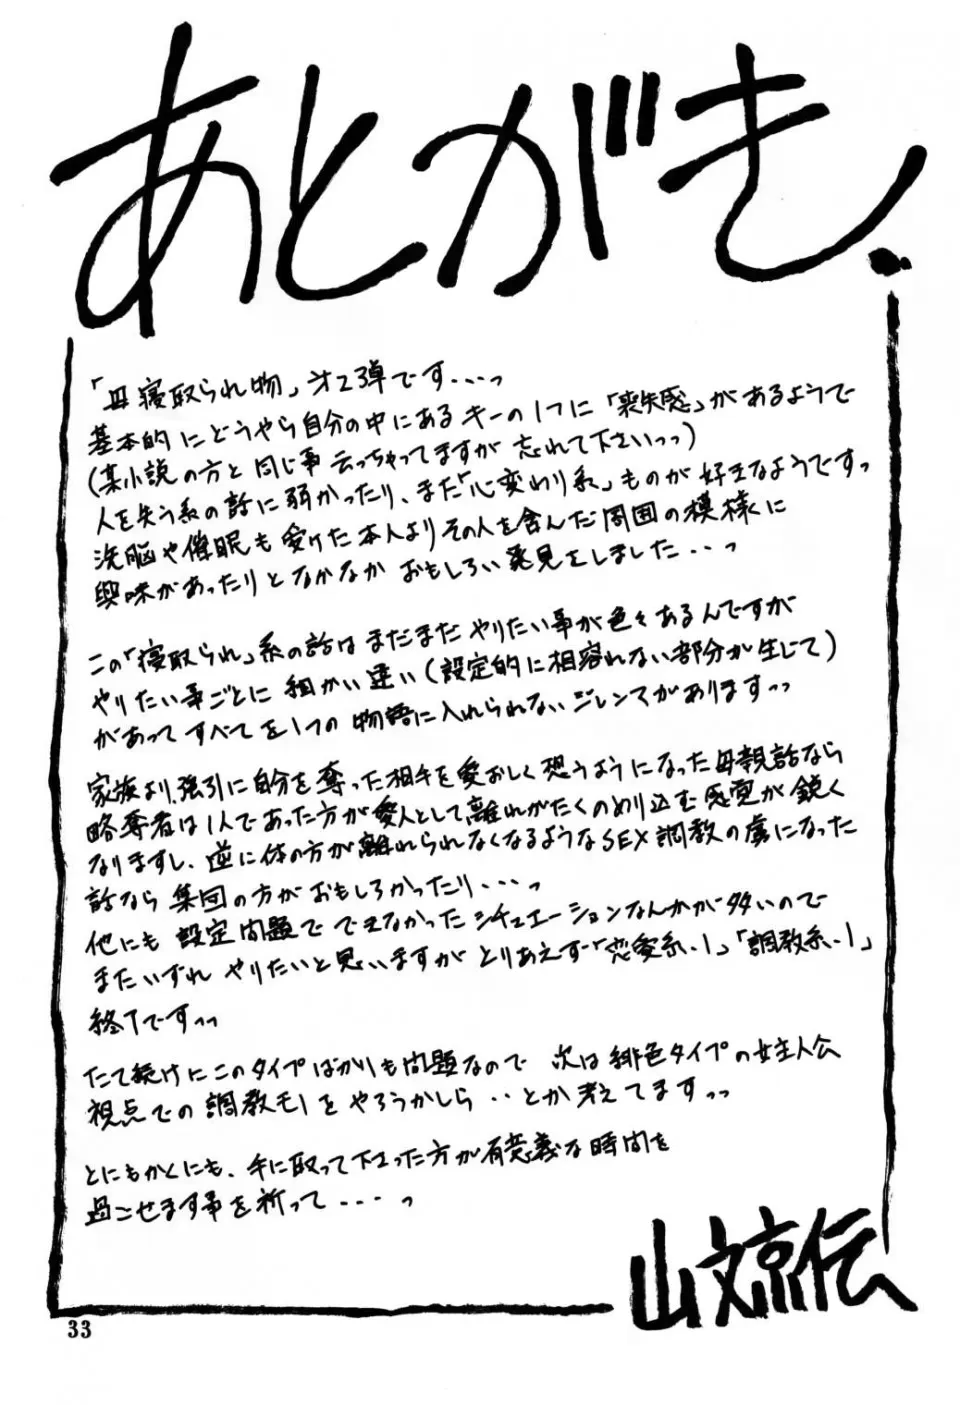 あとがき.
「母寝取られ物」才2弾です...っ
基本的にどうやら自分の中にあるキーの1つに「喪失感」があるようで
(某小説の方と同じ事云っちゃってますが忘れて下さいっっ)
人を失う系の話に弱かったり、また「心変わり系」ものが好きなようですっ
洗脳や催眠も受けた本人よりその人を含んだ周囲の模様に
興味があったりとなかなかおもしろい発見をしました...っ
この「寝取られ」系の話はまだまだやりたい事が色々あるんですが
やりたい事ごとに細かい違い(設定的に相容れない部分が生じて)
があってすべてを1つの物語に入れられないジレンマがありますっっ
家族より、強引に自分を奪った相手を愛おしく想うようになった母親話なら
略奪者は1人であった方が愛人として離れがたくのめり込む感覚が鋭く
なりますし、逆に体の方が離れられなくなるようなSEX調教の虜になった
話なら集団の方がおもしろかったり...っ
他にも設定問題でできなかったシチュエーションなんかが多いので
またいずれやりたいと思いますがとりあえず「恋愛系.1」「調教系.1」
終了ですっっ
たて続けにこのタイプばかりも問題なので 次は緋色タイプの女主人公
視点での調教モノをやろうかしら..とか考えてますっっ
とにもかくにも、手に取って下さった方が有意義な時間を
過ごせます事を祈って....っ
山文京伝
33